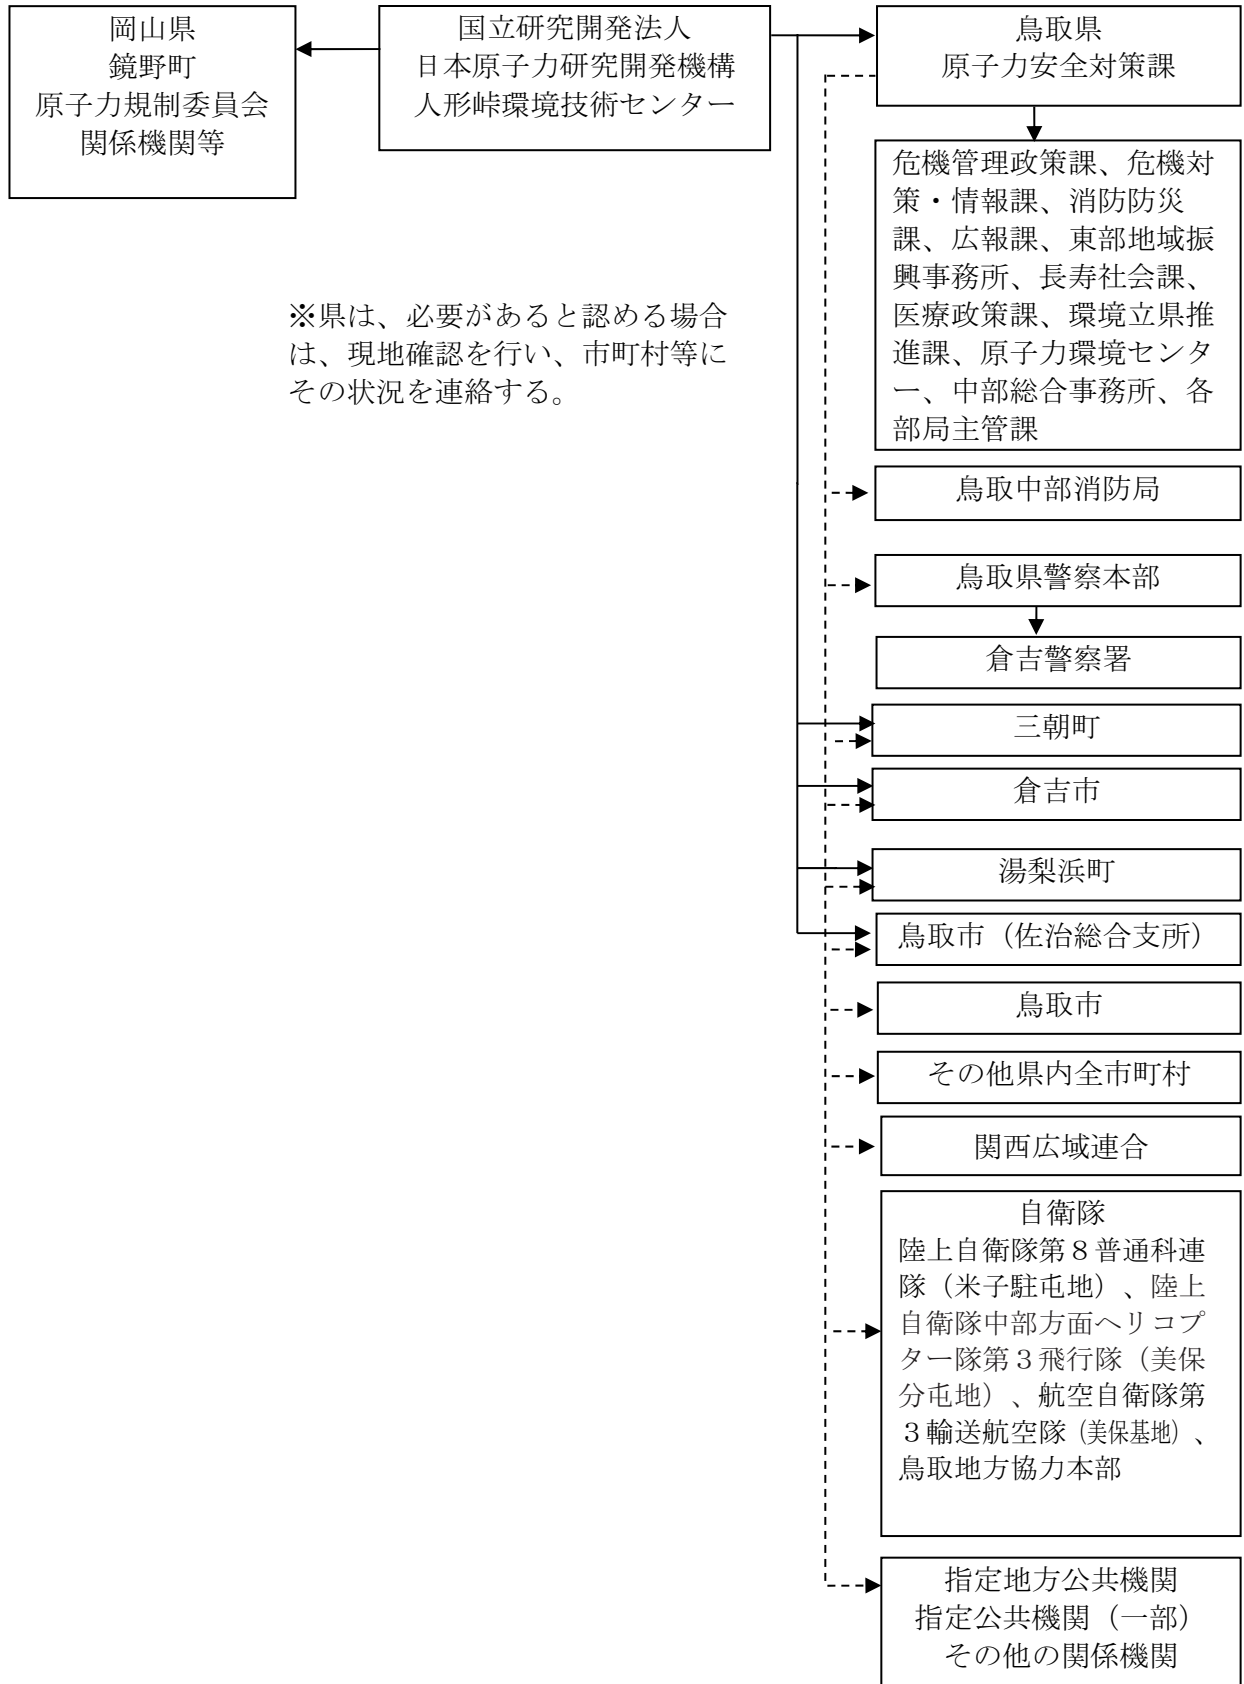 岡山県
鏡野町
原子力規制委員会
関係機関等
国立研究開発法人
日本原子力研究開発機構
人形峠環境技術センター
鳥取県
原子力安全対策課
危機管理政策課、危機対
策・情報課、消防防災
課、広報課、東部地域振
興事務所、長寿社会課、
医療政策課、環境立県推
進課、原子力環境センタ
ー、中部総合事務所、各
部局主管課
※県は、必要があると認める場合
は、現地確認を行い、市町村等に
その状況を連絡する。
鳥取中部消防局
鳥取県警察本部
倉吉警察署
三朝町
倉吉市
湯梨浜町
鳥取市（佐治総合支所）
鳥取市
その他県内全市町村
関西広域連合
自衛隊
陸上自衛隊第８普通科連
隊（米子駐屯地）、陸上
自衛隊中部方面ヘリコプ
ター隊第３飛行隊（美保
分屯地）、航空自衛隊第
３輸送航空隊（美保基地）、
鳥取地方協力本部
指定地方公共機関
指定公共機関（一部）
その他の関係機関